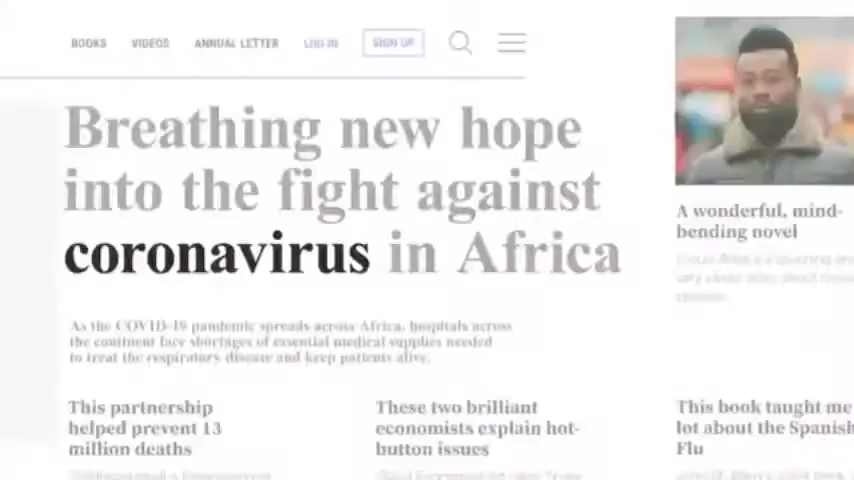 BOOKS VIDEOS ANNUAL LETTER LOG IN SIGN UP
Breathing new hope
into the fight against
coronavirus in Africa
A wonderful, mind-
bending novel
As the COVID-19 pandemic spreads across Africa, hospitals across
the continent face shortages of essential medical supplies needed
to treat the respiratory disease and keep patients alive.
This partnership
helped prevent 13
million deaths
These two brilliant
economists explain hot-
button issues
This book taught me
lot about the Spanish
Flu